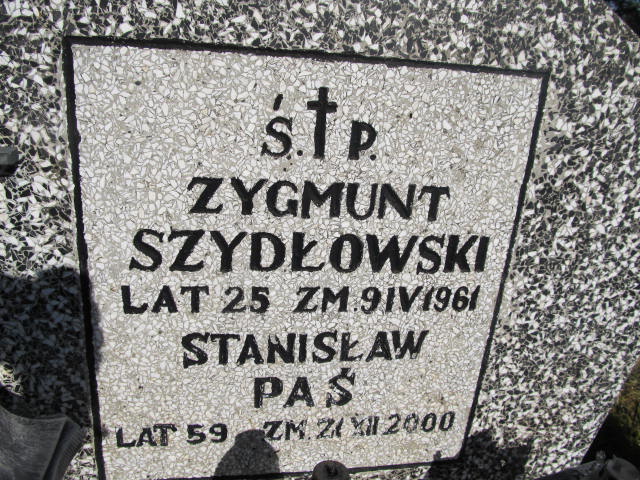 Ś. P.
ZYGMUNT
SZYDŁOWSKI
LAT 25 ZM. 9 IV 1961
STANISŁAW
PAŚ
LAT 59 ZM. XII 2000